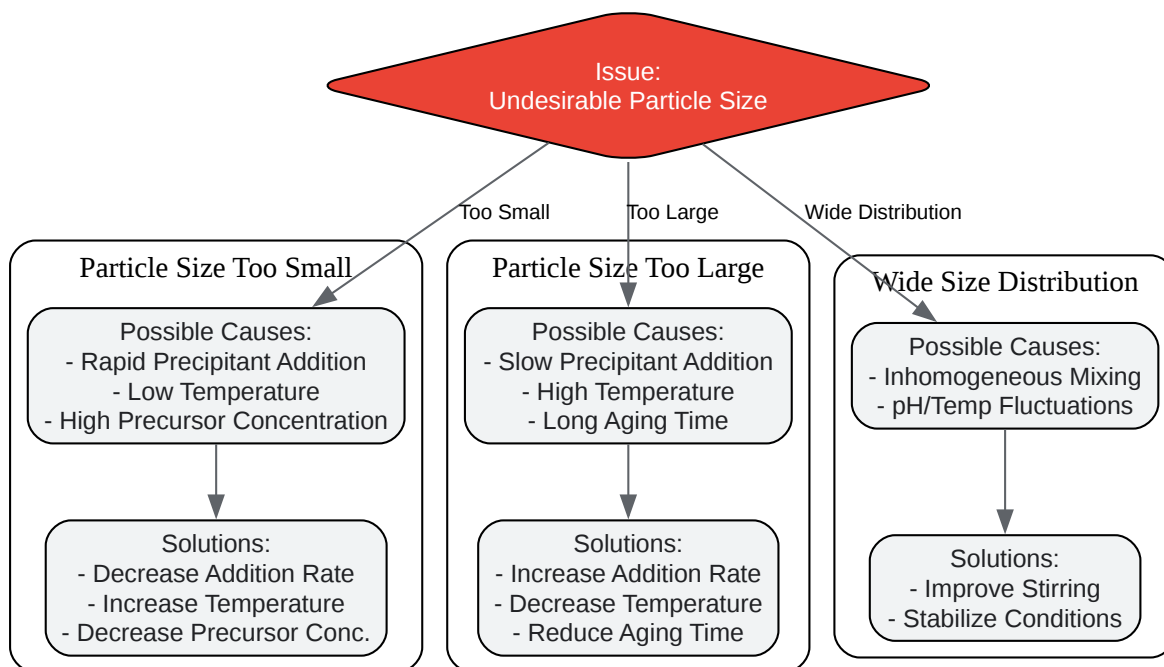 Issue:
Undesirable Particle Size
Too Small
Too Large
Wide Distribution
Particle Size Too Small
Possible Causes:
- Rapid Precipitant Addition
- Low Temperature
- High Precursor Concentration
Solutions:
- Decrease Addition Rate
- Increase Temperature
- Decrease Precursor Conc.
Particle Size Too Large
Possible Causes:
- Slow Precipitant Addition
- High Temperature
- Long Aging Time
Solutions:
- Increase Addition Rate
- Decrease Temperature
- Reduce Aging Time
Wide Size Distribution
Possible Causes:
- Inhomogeneous Mixing
- pH/Temp Fluctuations
Solutions:
- Improve Stirring
- Stabilize Conditions